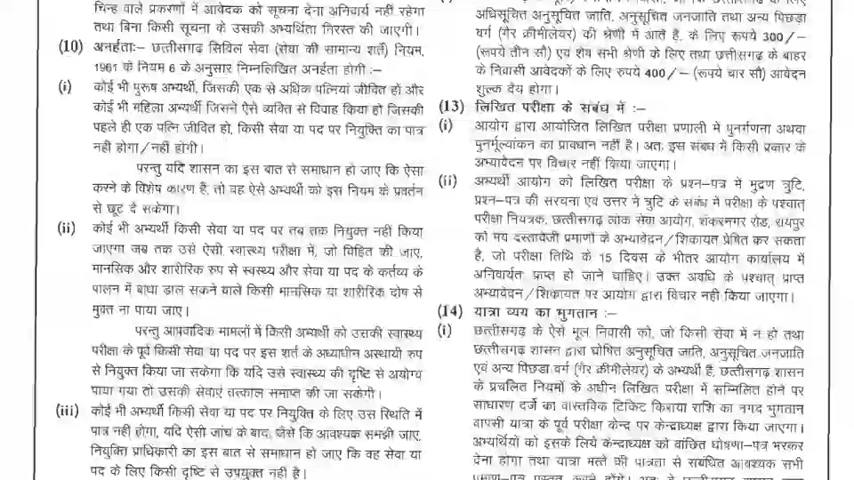 चिन्ह वाले प्रकरणों में आवेदक को सूचना देना अनिवार्य नहीं रहेगा
तथा बिना किसी सूचना के उसकी अभ्यर्थिता निरस्त की जाएगी।
(10) अनर्हता:– छत्तीसगढ़ सिविल सेवा (सेवा की सामान्य शर्तें) नियम,
1961 के नियम 6 के अनुसार निम्नलिखित अनर्हता होगी :–
(i) कोई भी पुरूष अभ्यर्थी, जिसकी एक से अधिक पत्नियां जीवित हो और
कोई भी महिला अभ्यर्थी जिसने ऐसे व्यक्ति से विवाह किया हो जिसकी
पहले ही एक पत्नि जीवित हो, किसी सेवा या पद पर नियुक्ति का पात्र
नही होगा/नहीं होगी।
परन्तु यदि शासन का इस बात से समाधान हो जाए कि ऐसा
करने के विशेष कारण है, तो वह ऐसे अभ्यर्थी को इस नियम के प्रवर्तन
से छूट दे सकेगा।
(ii) कोई भी अभ्यर्थी किसी सेवा या पद पर तब तक नियुक्त नहीं किया
जाएगा जब तक उसे ऐसी स्वास्थ्य परीक्षा में, जो विहित की जाए,
मानसिक और शारीरिक रुप से स्वस्थ्य और सेवा या पद के कर्तव्य के
पालन में बाधा डाल सकने वाले किसी मानसिक या शारीरिक दोष से
मुक्त ना पाया जाए।
परन्तु आपवादिक मामलों में किसी अभ्यर्थी को उसकी स्वास्थ्य
परीक्षा के पूर्व किसी सेवा या पद पर इस शर्त के अध्याधीन अस्थायी रुप
से नियुक्त किया जा सकेगा कि यदि उसे स्वास्थ्य की दृष्टि से अयोग्य
पाया गया तो उसकी सेवाएं तत्काल समाप्त की जा सकेगी।
(iii) कोई भी अभ्यर्थी किसी सेवा या पद पर नियुक्ति के लिए उस स्थिति में
पात्र नही होगा, यदि ऐसी जांच के बाद, जैसे कि आवश्यक समझी जाए,
नियुक्ति प्राधिकारी का इस बात से समाधान हो जाए कि वह सेवा या
पद के लिए किसी दृष्टि से उपयुक्त नहीं है।
अधिसूचित अनुसूचित जाति, अनुसूचित जनजाति तथा अन्य पिछड़ा
वर्ग (गैर क्रीमीलेयर) की श्रेणी में आते है, के लिए रूपये 300/–
(रूपये तीन सौ) एवं शेष सभी श्रेणी के लिए तथा छत्तीसगढ़ के बाहर
के निवासी आवेदकों के लिए रुपये 400/– (रूपये चार सौ) आवेदन
शुल्क देय होगा।
(13) लिखित परीक्षा के संबंध में :–
(i) आयोग द्वारा आयोजित लिखित परीक्षा प्रणाली में पुनर्गणना अथवा
पुनर्मूल्यांकन का प्रावधान नहीं है। अतः इस संबंध में किसी प्रकार के
अभ्यावेदन पर विचार नहीं किया जाएगा।
(ii) अभ्यर्थी आयोग को लिखित परीक्षा के प्रश्न–पत्र में मुद्रण त्रुटि,
प्रश्न–पत्र की संरचना एवं उत्तर में त्रुटि के संबंध में परीक्षा के पश्चात्
परीक्षा नियंत्रक, छत्तीसगढ़ लोक सेवा आयोग, शंकरनगर रोड, रायपुर
को मय दस्तावेजी प्रमाणों के अभ्यावेदन/शिकायत प्रेषित कर सकता
है, जो परीक्षा तिथि के 15 दिवस के भीतर आयोग कार्यालय में
अनिवार्यतः प्राप्त हो जाने चाहिए। उक्त अवधि के पश्चात् प्राप्त
अभ्यावेदन/शिकायत पर आयोग द्वारा विचार नही किया जाएगा।
(14) यात्रा व्यय का भुगतान :–
(i) छत्तीसगढ़ के ऐसे मूल निवासी को, जो किसी सेवा में न हो तथा
छत्तीसगढ़ शासन द्वारा घोषित अनुसूचित जाति, अनुसूचित जनजाति
एवं अन्य पिछड़ा वर्ग (गैर क्रीमीलेयर) के अभ्यर्थी है, छत्तीसगढ़ शासन
के प्रचलित नियमों के अधीन लिखित परीक्षा में सम्मिलित होने पर
साधारण दर्जे का वास्तविक टिकिट किराया राशि का नगद भुगतान
वापसी यात्रा के पूर्व परीक्षा केन्द पर केन्द्राध्यक्ष द्वारा किया जाएगा।
अभ्यर्थियों को इसके लिये केन्द्राध्यक्ष को वांछित घोषणा–पत्र भरकर
देना होगा तथा यात्रा मस्ते की पात्रता से संबंधित आवश्यक सभी